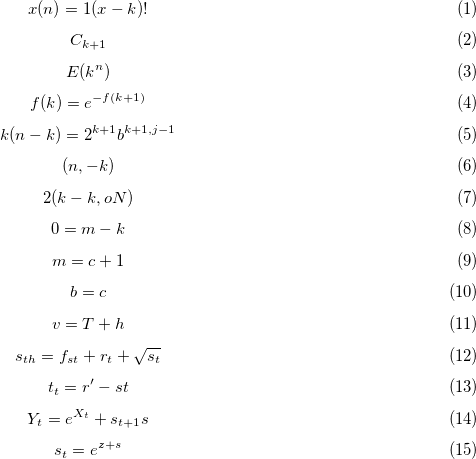 x(n) = 1(x − k)! (1)
C_{k+1} (2)
E(k^n) (3)
f(k) = e^{−f(k+1)} (4)
k(n − k) = 2^{k+1}b^{k+1,j−1} (5)
(n, −k) (6)
2(k − k, oN) (7)
0 = m − k (8)
m = c + 1 (9)
b = c (10)
v = T + h (11)
s_{th} = f_{st} + r_t + √s_t (12)
t_t = r′ − st (13)
Y_t = e^{X_t} + s_{t+1}s (14)
s_t = e^{z+s} (15)